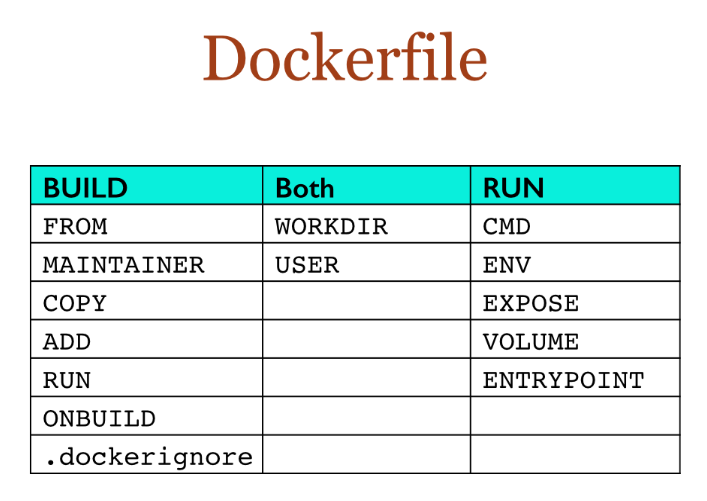 Dockerfile
BUILD Both RUN
FROM WORKDIR CMD
MAINTAINER USER ENV
COPY EXPOSE
ADD VOLUME
RUN ENTRYPOINT
ONBUILD
.dockerignore